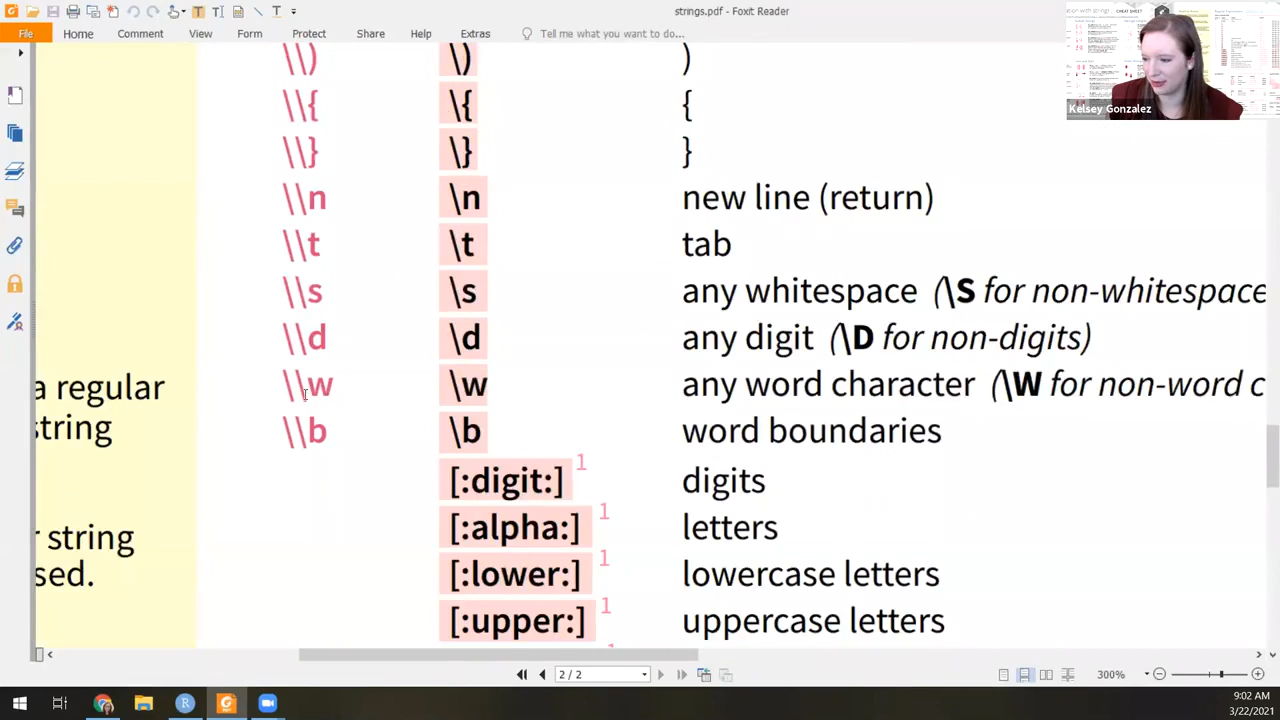 strings.pdf - Foxit Reader
File Home Comment View Form Protect Share Help Extras Tell me what you want to do...
CHEAT SHEET
Kelsey Gonzalez
\\) \) )
\\{ \{ {
\\} \} }
\\n \n new line (return)
\\t \t tab
\\s \s any whitespace (\S for non-whitespace
\\d \d any digit (\D for non-digits)
\\w \w any word character (\W for non-word c
\\b \b word boundaries
[:digit:] 1 digits
[:alpha:] 1 letters
[:lower:] 1 lowercase letters
[:upper:] 1 uppercase letters
1
a regular
string
r string
sed.
2 / 2
300%
9:02 AM
3/22/2021